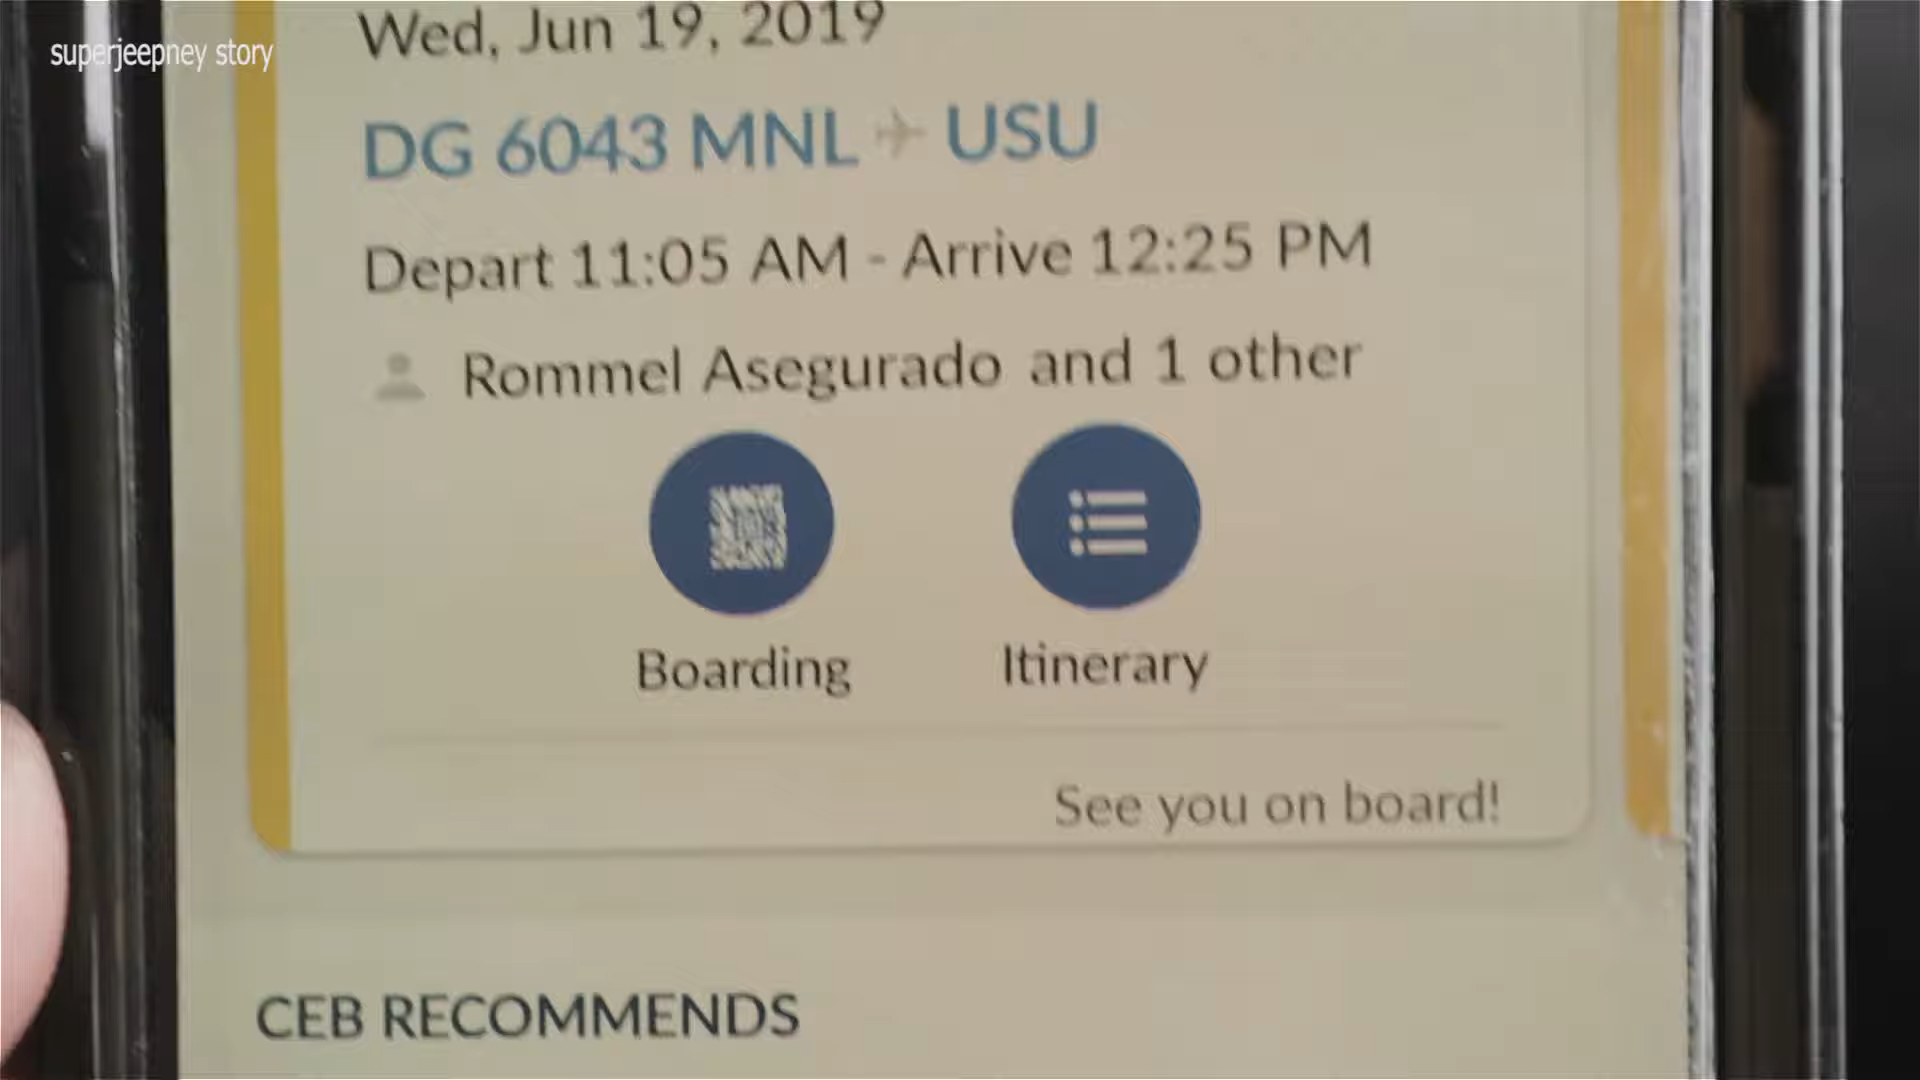 superjeepney story
Wed, Jun 19, 2019
DG 6043 MNL ✈ USU
Depart 11:05 AM - Arrive 12:25 PM
Rommel Asegurado and 1 other
Boarding Itinerary
See you on board!
CEB RECOMMENDS